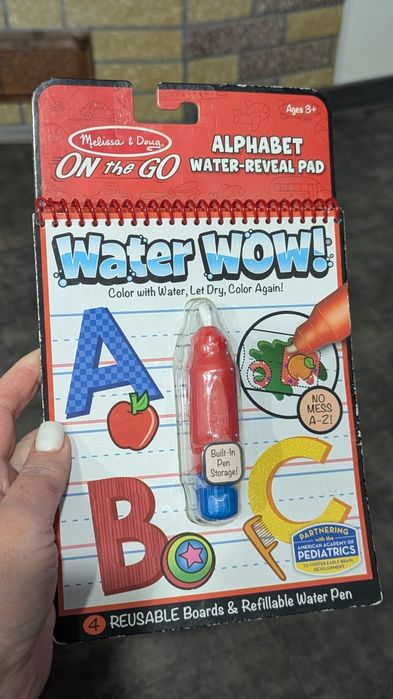 Ages 3+
Melissa & Doug
ON the GO
ALPHABET
WATER-REVEAL PAD
Water WOW!
Color with Water, Let Dry, Color Again!
A
NO
MESS
A-Z!
Built-In
Pen
Storage!
B
C
PARTNERING
with the
AMERICAN ACADEMY OF
PEDIATRICS
TO FOSTER EARLY BRAIN
DEVELOPMENT
4 REUSABLE Boards & Refillable Water Pen